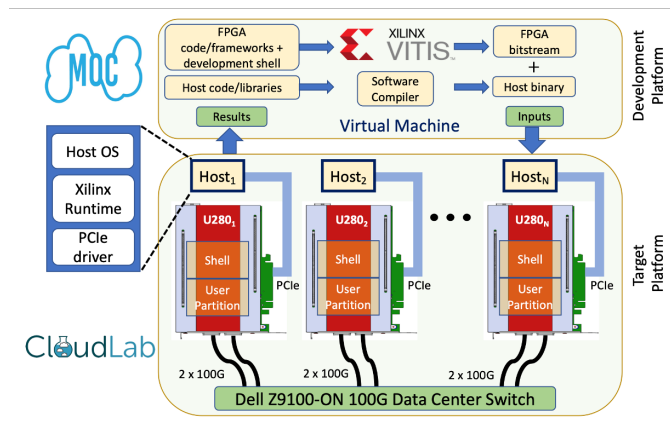 MOC
FPGA
code/frameworks +
development shell
XILINX
VITIS™
FPGA
bitstream
+
Host code/libraries
Software
Compiler
Host binary
Results
Virtual Machine
Inputs
Development
Platform
Host OS
Xilinx
Runtime
PCIe
driver
Host1
Host2
HostN
U2801
U2802
U280N
Shell
Shell
Shell
User
Partition
User
Partition
User
Partition
PCIe
PCIe
PCIe
Target
Platform
CloudLab
2 x 100G
2 x 100G
2 x 100G
Dell Z9100-ON 100G Data Center Switch